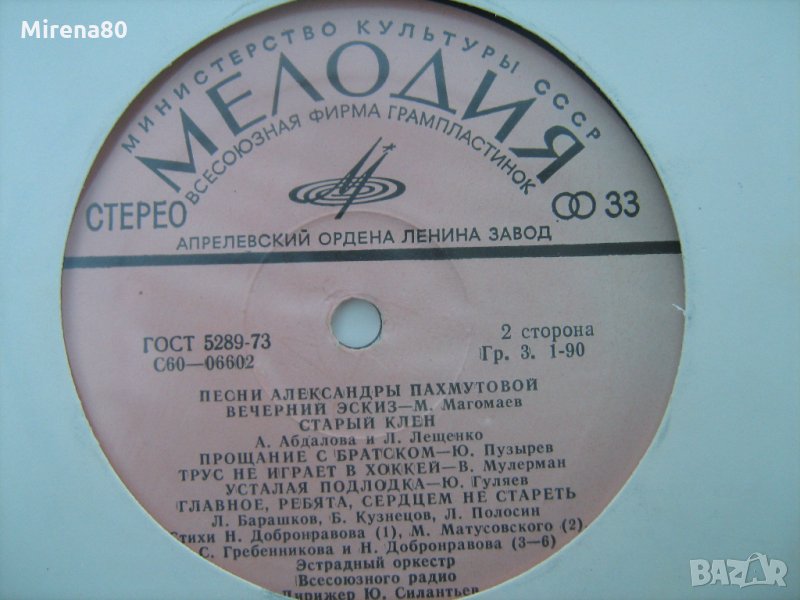 Mirena80
МИНИСТЕРСТВО КУЛЬТУРЫ СССР
МЕЛОДИЯ
ВСЕСОЮЗНАЯ ФИРМА ГРАМПЛАСТИНОК
СТЕРЕО
33
АПРЕЛЕВСКИЙ ОРДЕНА ЛЕНИНА ЗАВОД
ГОСТ 5289-73
С60—06602
2 сторона
Гр. 3. 1-90
ПЕСНИ АЛЕКСАНДРЫ ПАХМУТОВОЙ
ВЕЧЕРНИЙ ЭСКИЗ—М. Магомаев
СТАРЫЙ КЛЕН
А. Абдалова и Л. Лещенко
ПРОЩАНИЕ С БРАТСКОМ—Ю. Пузырев
ТРУС НЕ ИГРАЕТ В ХОККЕЙ—В. Мулерман
УСТАЛАЯ ПОДЛОДКА—Ю. Гуляев
ГЛАВНОЕ, РЕБЯТА, СЕРДЦЕМ НЕ СТАРЕТЬ
Л. Барашков, Б. Кузнецов, Л. Полосин
Стихи Н. Добронравова (1), М. Матусовского (2)
С. Гребенникова и Н. Добронравова (3—6)
Эстрадный оркестр
Всесоюзного радио
Дирижер Ю. Силантьев
BAZAR